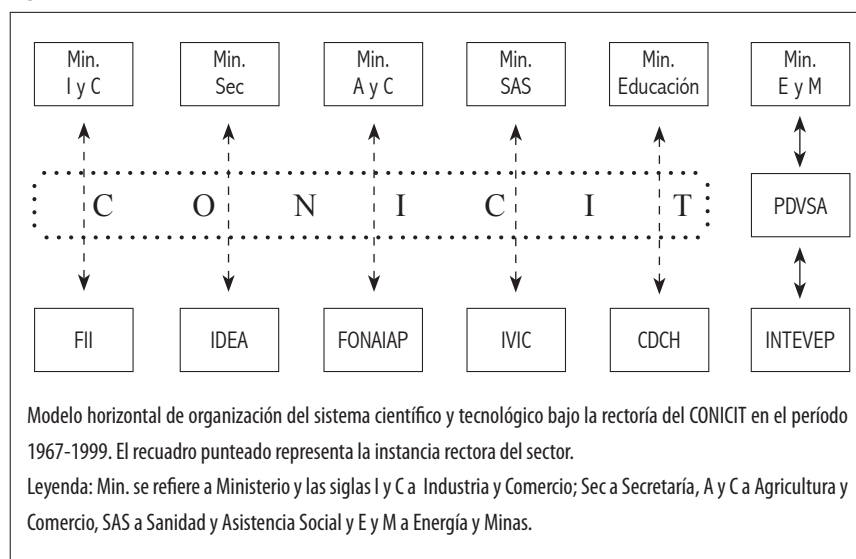 Min.
I y C
Min.
Sec
Min.
A y C
Min.
SAS
Min.
Educación
Min.
E y M
C O N I C I T
PDVSA
FII
IDEA
FONAIAP
IVIC
CDCH
INTEVEP
Modelo horizontal de organización del sistema científico y tecnológico bajo la rectoría del CONICIT en el período
1967-1999. El recuadro punteado representa la instancia rectora del sector.
Leyenda: Min. se refiere a Ministerio y las siglas I y C a Industria y Comercio; Sec a Secretaría, A y C a Agricultura y
Comercio, SAS a Sanidad y Asistencia Social y E y M a Energía y Minas.